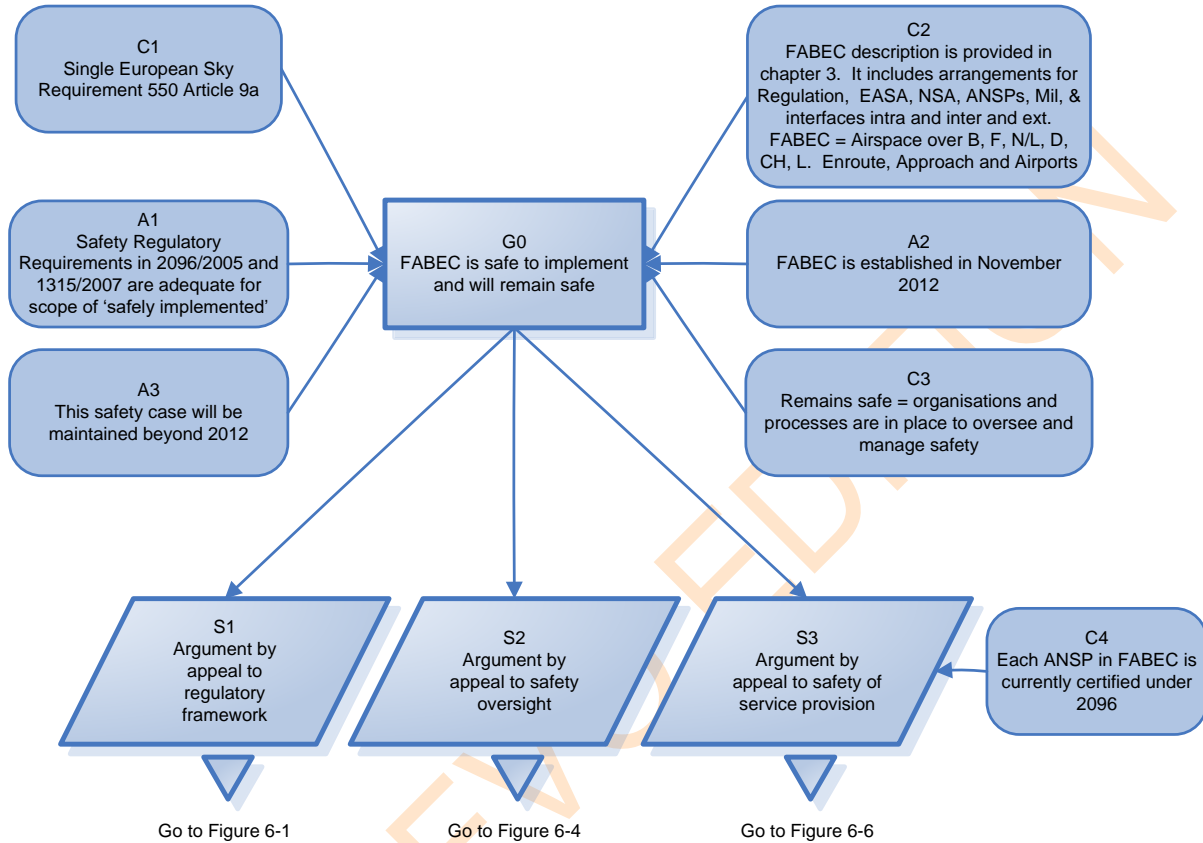 C1
Single European Sky
Requirement 550 Article 9a
C2
FABEC description is provided in
chapter 3. It includes arrangements for
Regulation, EASA, NSA, ANSPs, Mil, &
interfaces intra and inter and ext.
FABEC = Airspace over B, F, N/L, D,
CH, L. Enroute, Approach and Airports
A1
Safety Regulatory
Requirements in 2096/2005 and
1315/2007 are adequate for
scope of ‘safely implemented’
G0
FABEC is safe to implement
and will remain safe
A2
FABEC is established in November
2012
A3
This safety case will be
maintained beyond 2012
C3
Remains safe = organisations and
processes are in place to oversee and
manage safety
S1
Argument by
appeal to
regulatory
framework
S2
Argument by
appeal to safety
oversight
S3
Argument by
appeal to safety of
service provision
C4
Each ANSP in FABEC is
currently certified under
2096
Go to Figure 6-1
Go to Figure 6-4
Go to Figure 6-6